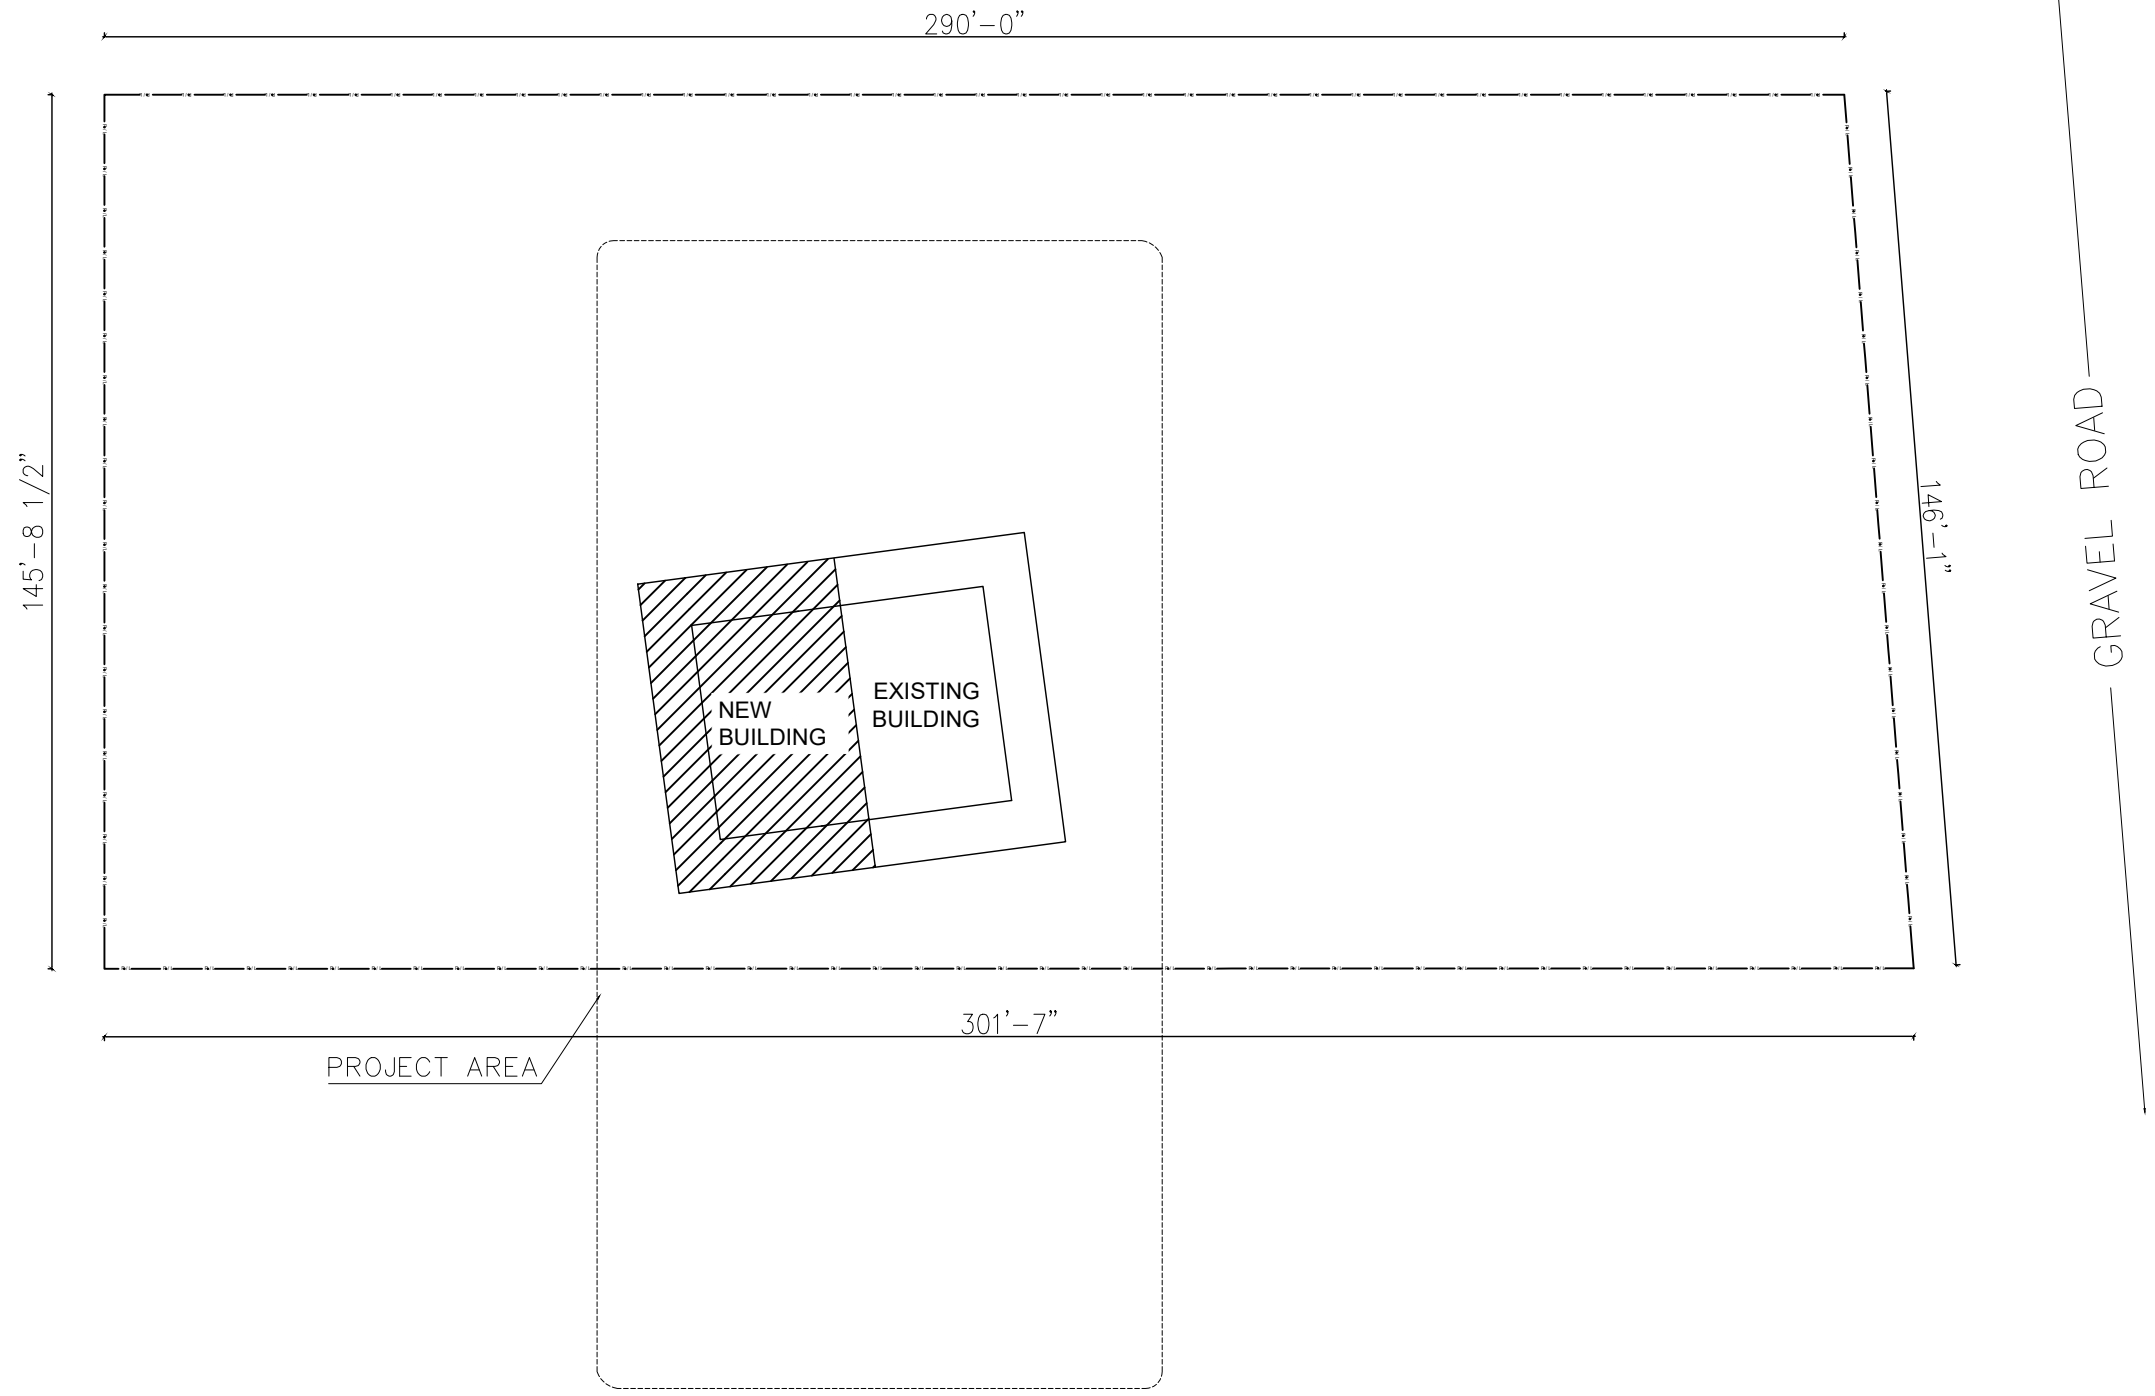 290'-0"
145'-8 1/2"
146'-1"
GRAVEL ROAD
NEW
BUILDING
EXISTING
BUILDING
301'-7"
PROJECT AREA